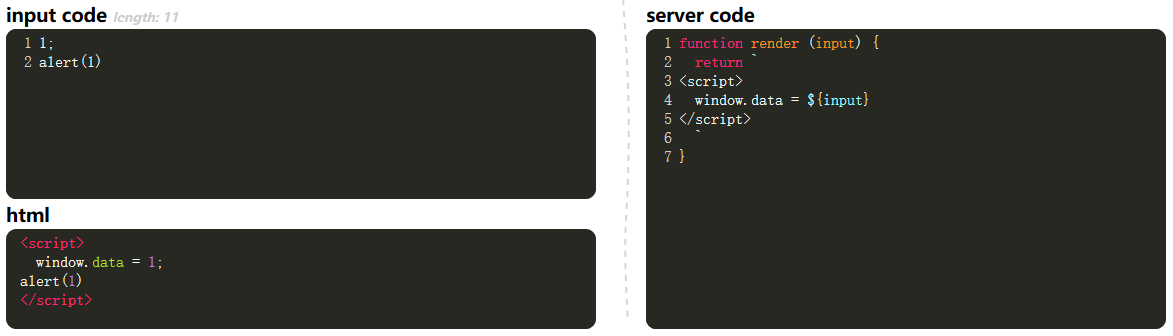 input code length: 11
1 1;
2 alert(1)
html
<script>
  window.data = 1;
alert(1)
</script>
server code
1 function render (input) {
2   return `
3 <script>
4   window.data = ${input}
5 </script>
6   `
7 }